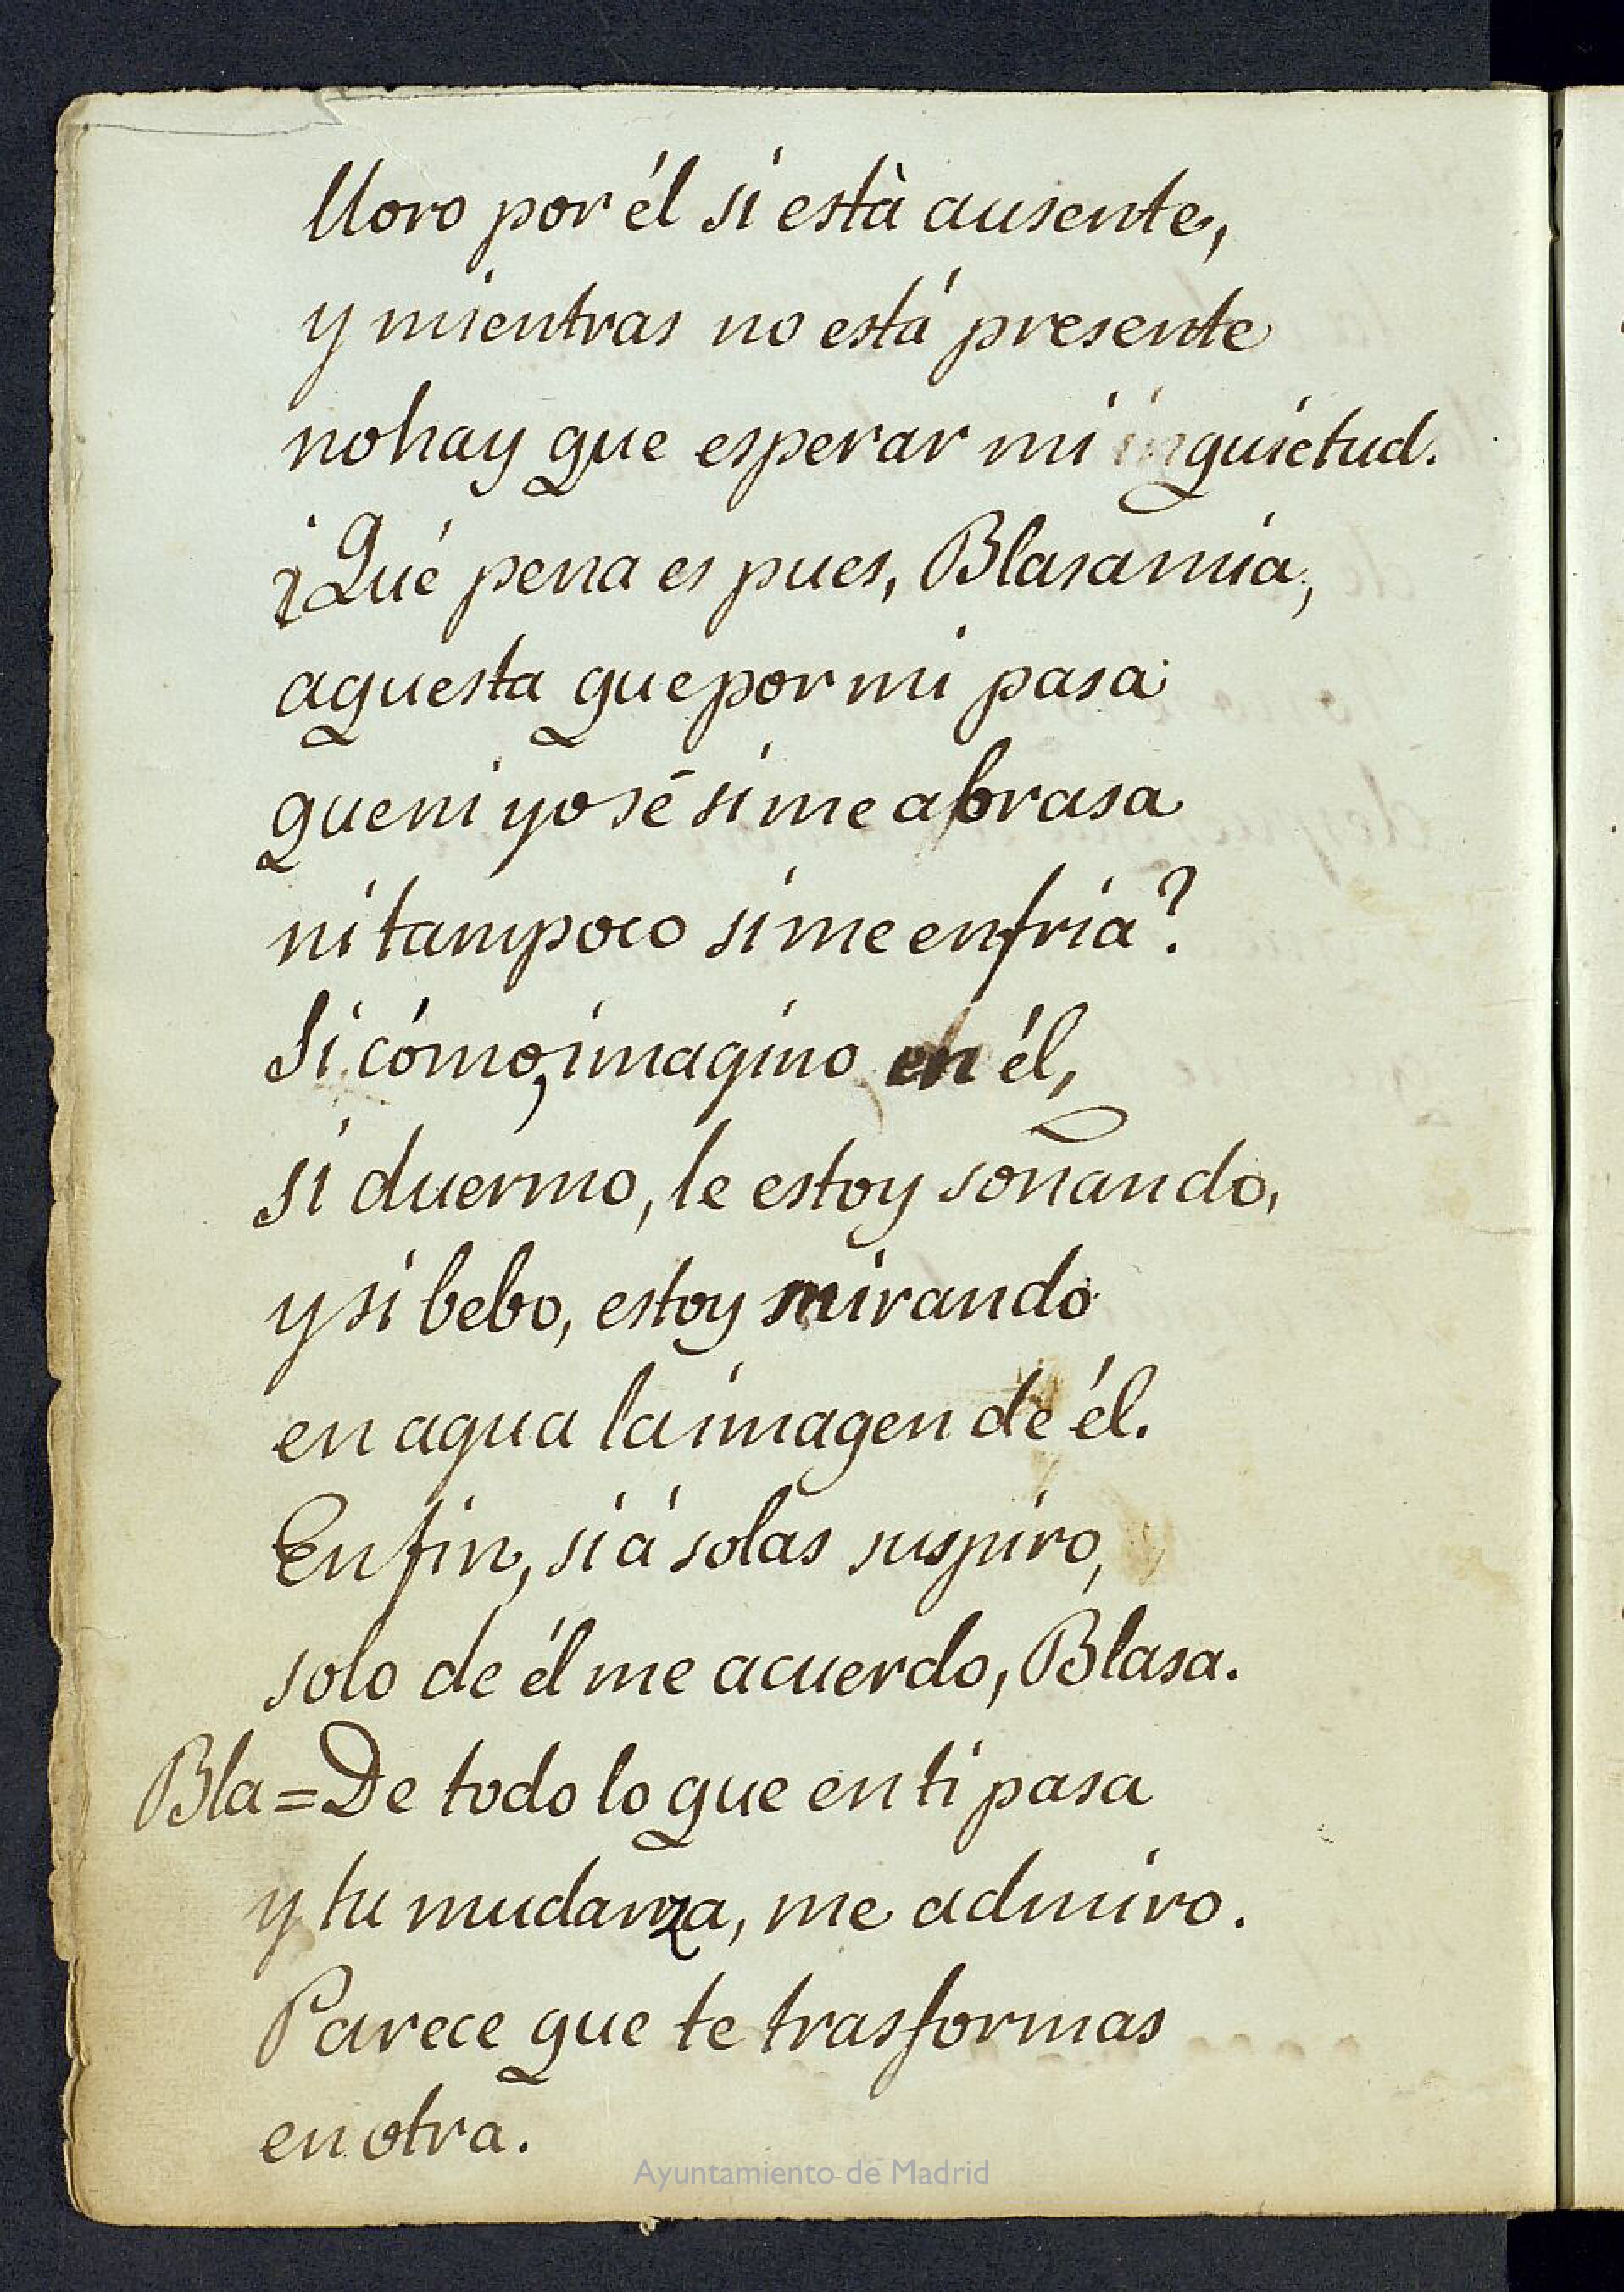 lloro por él si està ausente,
y mientras no está presente
no hay que esperar mi inquietud.
¿Qué pena es pues, Blasa mia,
aquesta que por mi pasa
que ni yo sé si me abrasa
ni tampoco si me enfria?
Si cómo, imagino en él,
si duermo, le estoy soñando,
y si bebo, estoy mirando
en agua la imagen de él.
En fin, si á solas suspiro,
solo de él me acuerdo, Blasa.
Bla = De todo lo que en ti pasa
y tu mudanza, me admiro.
Parece que te trasformas
en otra.
Ayuntamiento de Madrid